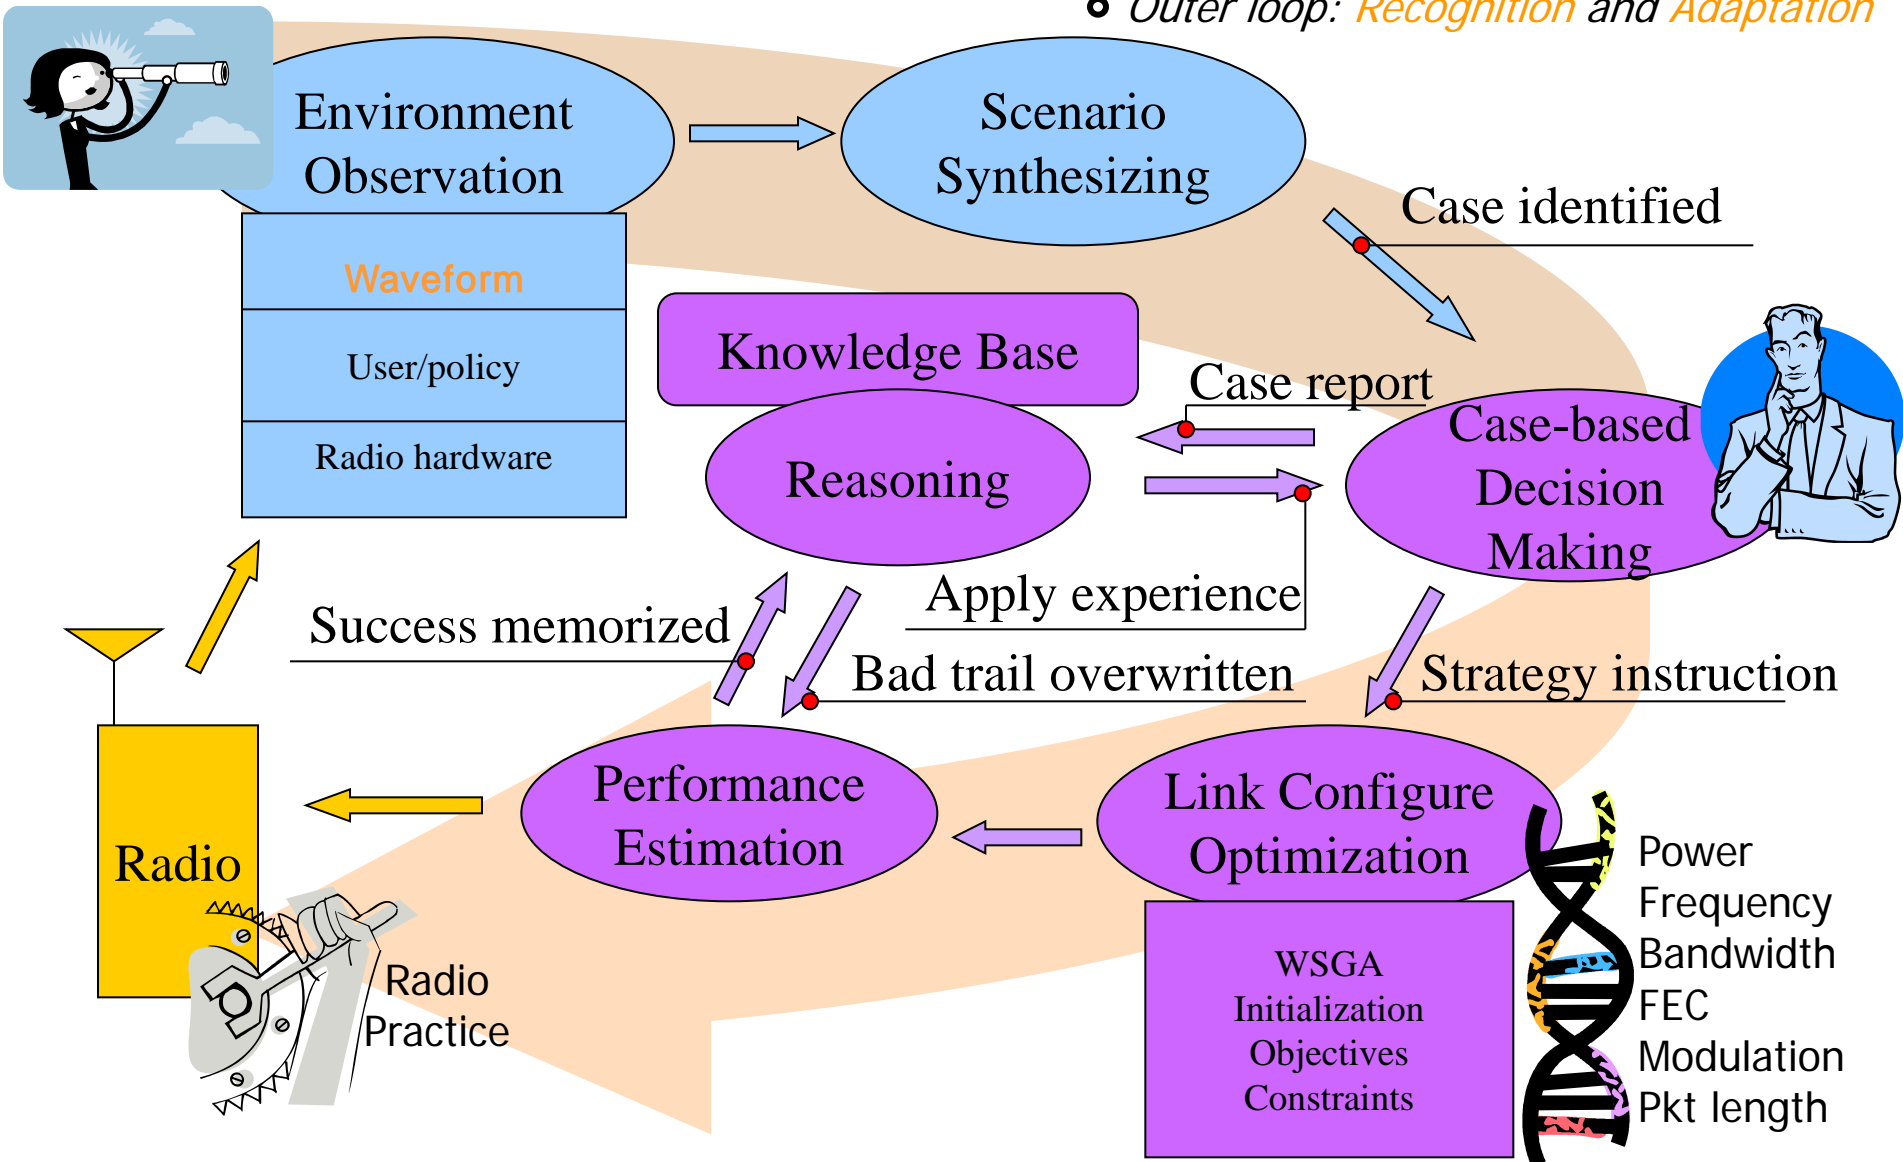 Outer loop: Recognition and Adaptation
Environment
Observation
Scenario
Synthesizing
Case identified
Waveform
User/policy
Radio hardware
Knowledge Base
Reasoning
Case report
Case-based
Decision
Making
Apply experience
Success memorized
Bad trail overwritten
Strategy instruction
Performance
Estimation
Link Configure
Optimization
Radio
Radio
Practice
WSGA
Initialization
Objectives
Constraints
Power
Frequency
Bandwidth
FEC
Modulation
Pkt length